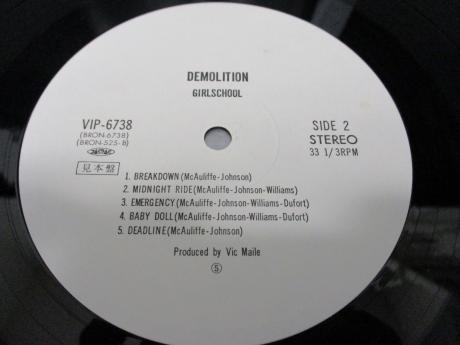 DEMOLITION
GIRLSCHOOL
VIP-6738
(BRON-6738)
(BRON-525-B)
見本盤
SIDE 2
STEREO
33 1/3RPM
1. BREAKDOWN(McAuliffe-Johnson)
2. MIDNIGHT RIDE(McAuliffe-Johnson-Williams)
3. EMERGENCY(McAuliffe-Johnson-Williams-Dufort)
4. BABY DOLL(McAuliffe-Johnson-Williams-Dufort)
5. DEADLINE(McAuliffe-Johnson)
Produced by Vic Maile
⑤